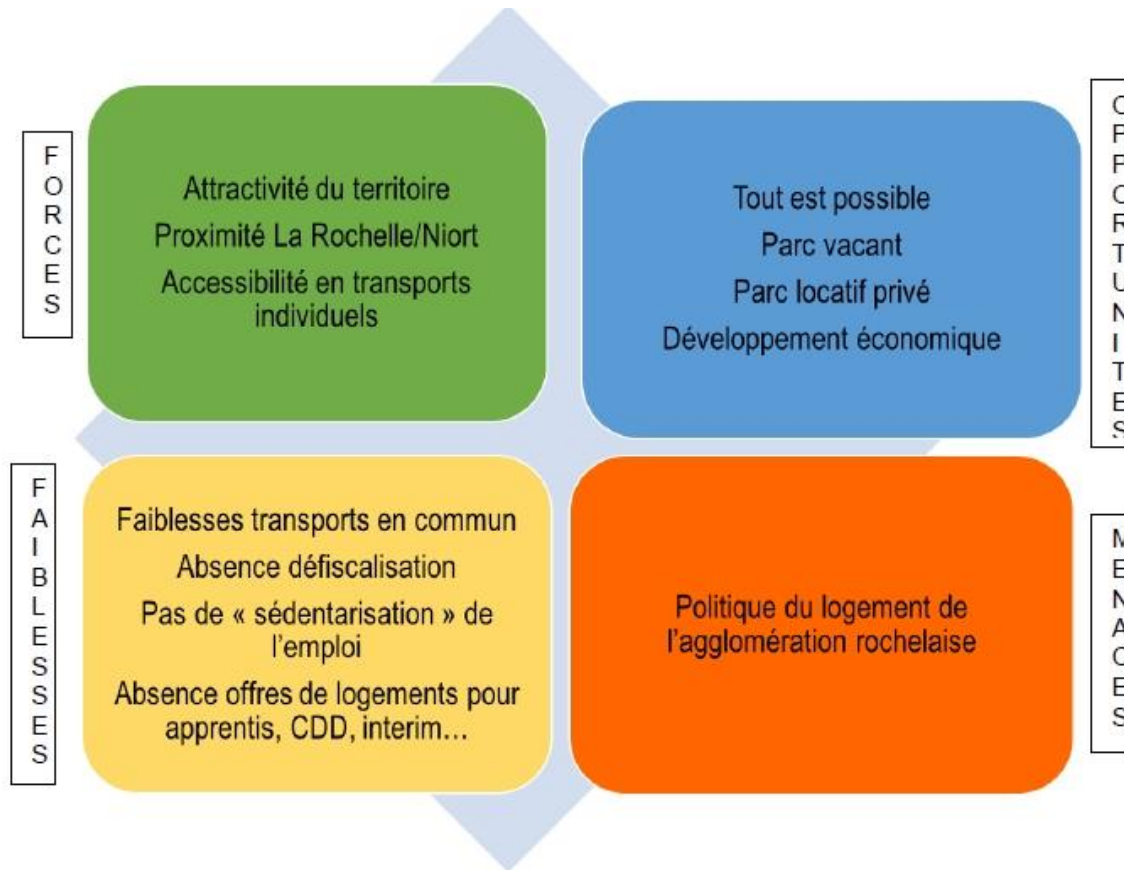 FORCES
Attractivité du territoire
Proximité La Rochelle/Niort
Accessibilité en transports
individuels
Tout est possible
Parc vacant
Parc locatif privé
Développement économique
OPPORTUNITES
FAIBLESSES
Faiblesses transports en commun
Absence défiscalisation
Pas de « sédentarisation » de
l'emploi
Absence offres de logements pour
apprentis, CDD, interim…
Politique du logement de
l'agglomération rochelaise
MENACES